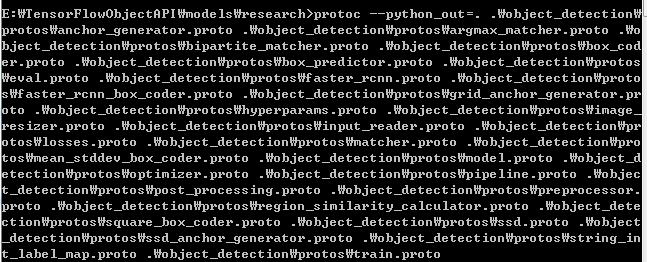 E:₩TensorFlowObjectAPI₩models₩research>protoc --python_out=. .₩object_detection₩
protos₩anchor_generator.proto .₩object_detection₩protos₩argmax_matcher.proto .₩o
bject_detection₩protos₩bipartite_matcher.proto .₩object_detection₩protos₩box_cod
er.proto .₩object_detection₩protos₩box_predictor.proto .₩object_detection₩protos
₩eval.proto .₩object_detection₩protos₩faster_rcnn.proto .₩object_detection₩proto
s₩faster_rcnn_box_coder.proto .₩object_detection₩protos₩grid_anchor_generator.pr
oto .₩object_detection₩protos₩hyperparams.proto .₩object_detection₩protos₩image_
resizer.proto .₩object_detection₩protos₩input_reader.proto .₩object_detection₩pr
otos₩losses.proto .₩object_detection₩protos₩matcher.proto .₩object_detection₩pro
tos₩mean_stddev_box_coder.proto .₩object_detection₩protos₩model.proto .₩object_d
etection₩protos₩optimizer.proto .₩object_detection₩protos₩pipeline.proto .₩objec
t_detection₩protos₩post_processing.proto .₩object_detection₩protos₩preprocessor.
proto .₩object_detection₩protos₩region_similarity_calculator.proto .₩object_dete
ction₩protos₩square_box_coder.proto .₩object_detection₩protos₩ssd.proto .₩object
_detection₩protos₩ssd_anchor_generator.proto .₩object_detection₩protos₩string_in
t_label_map.proto .₩object_detection₩protos₩train.proto